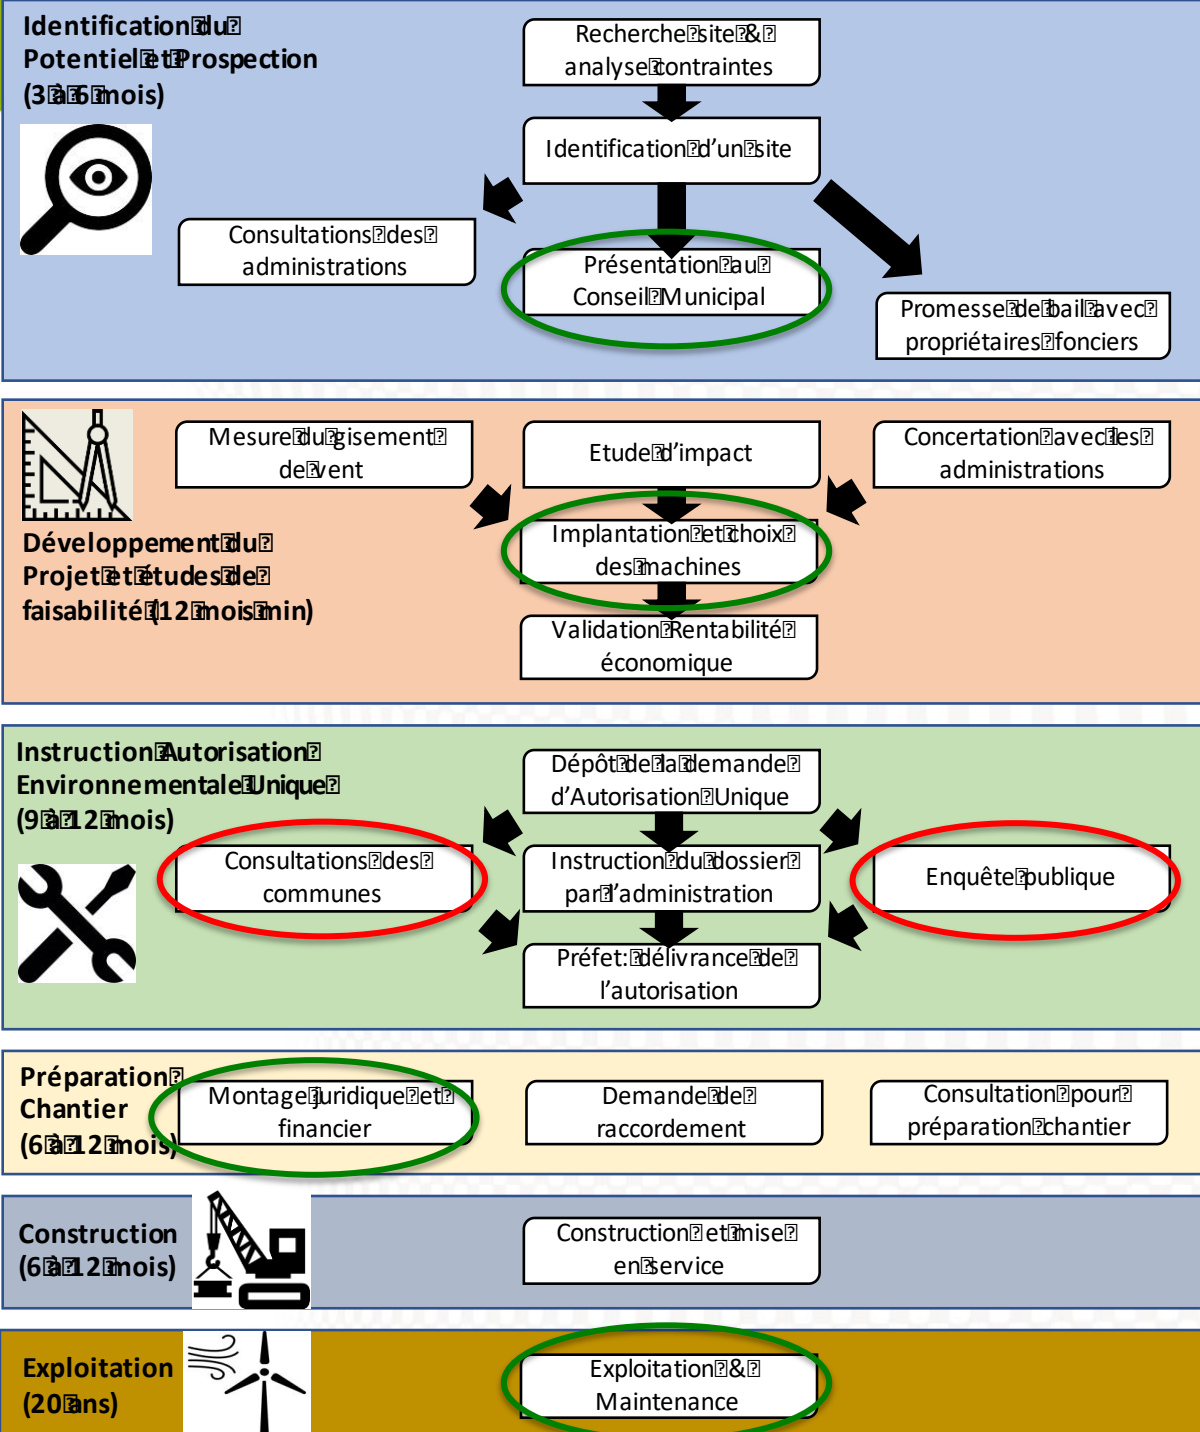 Identification du
Potentiel et Prospection
(3 à 6 mois)
Recherche site &
analyse contraintes
Identification d’un site
Consultations des
administrations
Présentation au
Conseil Municipal
Promesse de bail avec
propriétaires fonciers
Mesure du gisement
de vent
Etude d’impact
Concertation avec les
administrations
Implantation et choix
des machines
Développement du
Projet et études de
faisabilité (12 mois min)
Validation Rentabilité
économique
Instruction Autorisation
Environnementale Unique
(9 à 12 mois)
Dépôt de la demande
d’Autorisation Unique
Consultations des
communes
Instruction du dossier
par l’administration
Enquête publique
Préfet: délivrance de
l’autorisation
Préparation
Chantier
(6 à 12 mois)
Montage juridique et
financier
Demande de
raccordement
Consultation pour
préparation chantier
Construction
(6 à 12 mois)
Construction et mise
en service
Exploitation
(20 ans)
Exploitation &
Maintenance